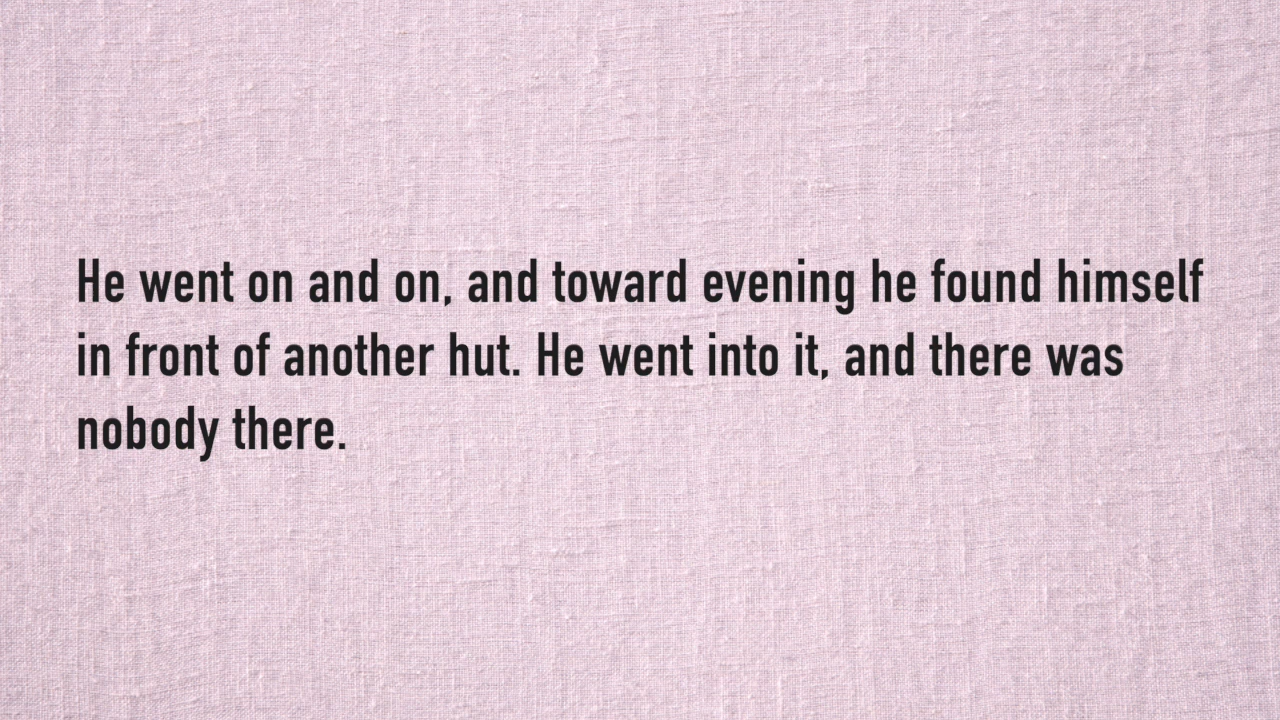 He went on and on, and toward evening he found himself
in front of another hut. He went into it, and there was
nobody there.